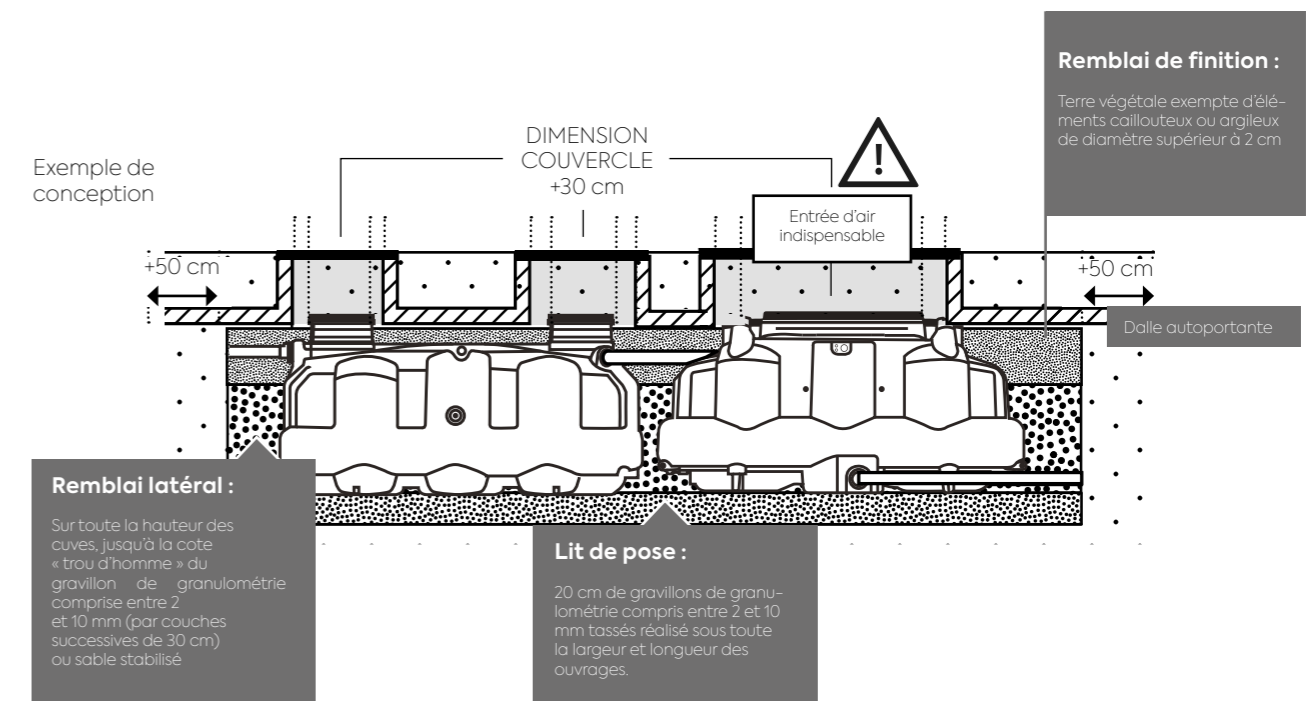 Remblai de finition :
Terre végétale exempte d'élé-
ments caillouteux ou argileux
de diamètre supérieur à 2 cm
DIMENSION
COUVERCLE
+30 cm
Exemple de
conception
!
Entrée d'air
indispensable
+50 cm
+50 cm
Dalle autoportante
Remblai latéral :
Sur toute la hauteur des
cuves, jusqu'à la cote
« trou d'homme » du
gravillon de granulométrie
comprise entre 2
et 10 mm (par couches
successives de 30 cm)
ou sable stabilisé
Lit de pose :
20 cm de gravillons de granu-
lométrie compris entre 2 et 10
mm tassés réalisé sous toute
la largeur et longueur des
ouvrages.